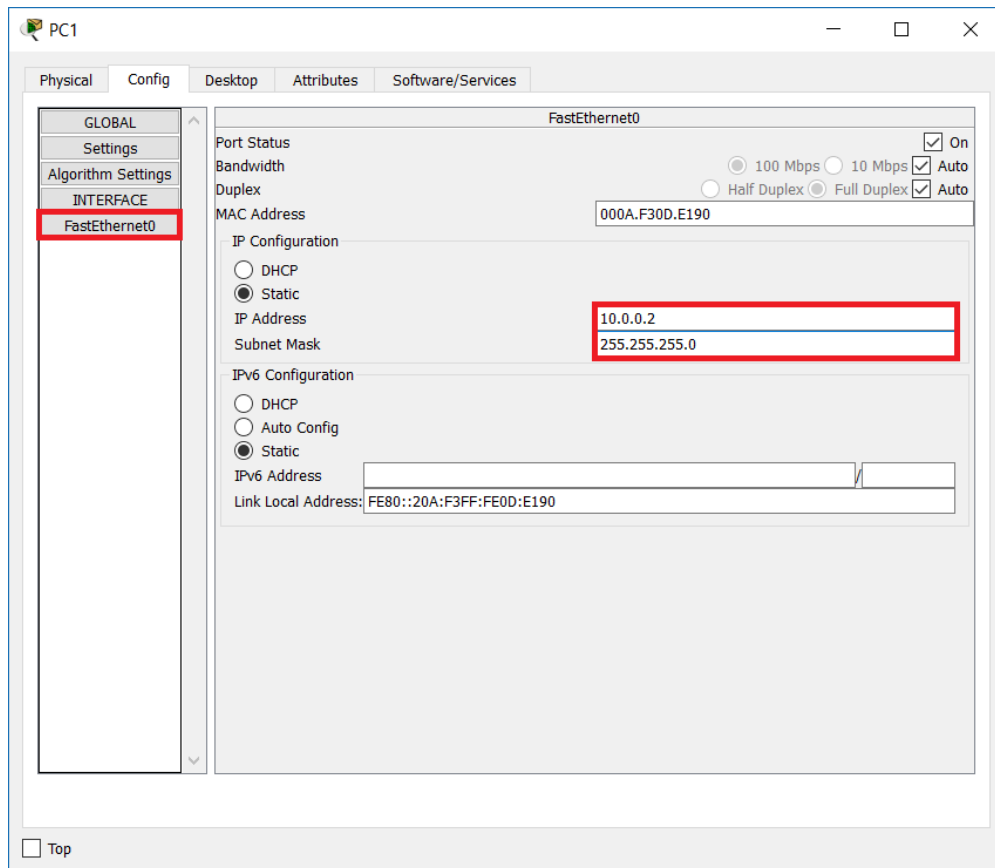 PC1
Physical Config Desktop Attributes Software/Services
GLOBAL
Settings
Algorithm Settings
INTERFACE
FastEthernet0
FastEthernet0
Port Status On
Bandwidth 100 Mbps 10 Mbps Auto
Duplex Half Duplex Full Duplex Auto
MAC Address 000A.F30D.E190
IP Configuration
DHCP
Static
IP Address 10.0.0.2
Subnet Mask 255.255.255.0
IPv6 Configuration
DHCP
Auto Config
Static
IPv6 Address /
Link Local Address: FE80::20A:F3FF:FE0D:E190
Top